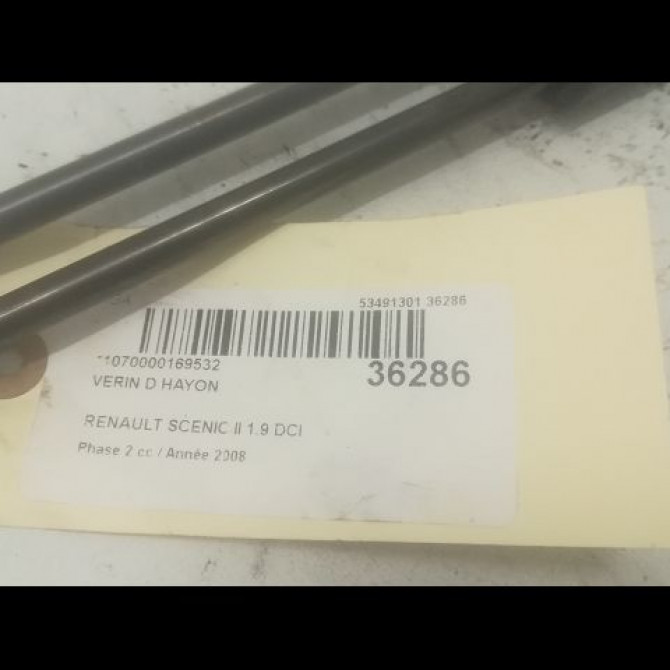 53491301 36286
*1070000169532
36286
VERIN D HAYON
RENAULT SCENIC II 1.9 DCI
Phase 2 cc / Année 2008